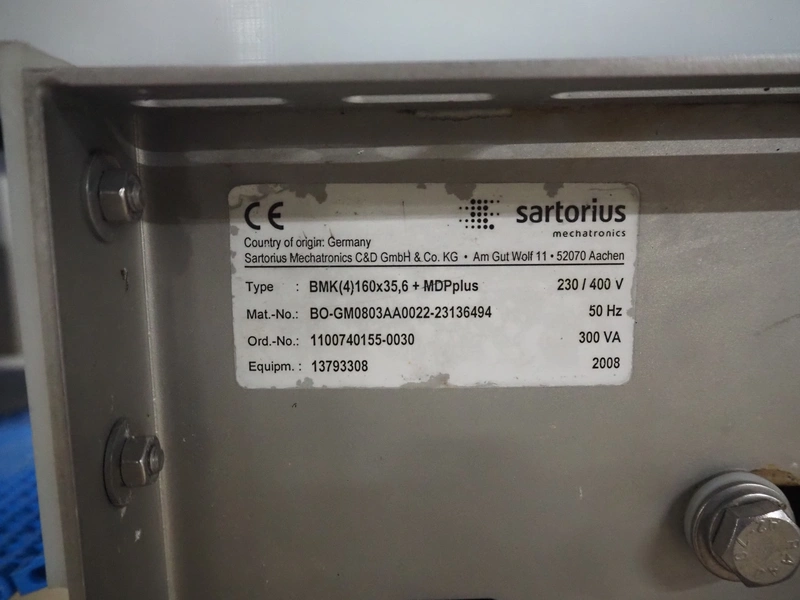 CE
sartorius
mechatronics
Country of origin: Germany
Sartorius Mechatronics C&D GmbH & Co. KG • Am Gut Wolf 11 • 52070 Aachen
Type : BMK(4)160x35,6 + MDPplus 230 / 400 V
Mat.-No.: BO-GM0803AA0022-23136494 50 Hz
Ord.-No.: 1100740155-0030 300 VA
Equipm. : 13793308 2008